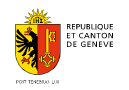 REPUBLIQUE
ET CANTON
DE GENEVE
POST TENEBRAS LUX